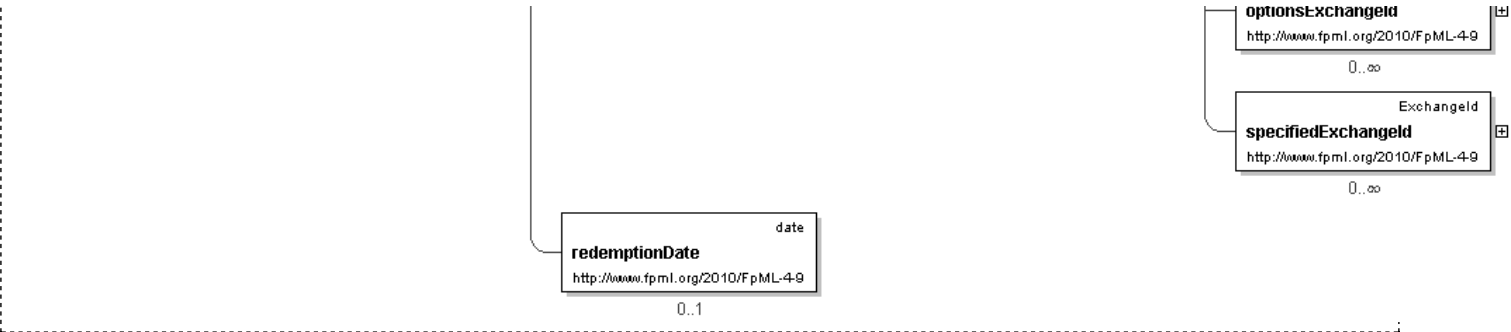 optionsExchangeId
http://www.fpml.org/2010/FpML-4-9
0..∞
ExchangeId
specifiedExchangeId
http://www.fpml.org/2010/FpML-4-9
0..∞
date
redemptionDate
http://www.fpml.org/2010/FpML-4-9
0..1